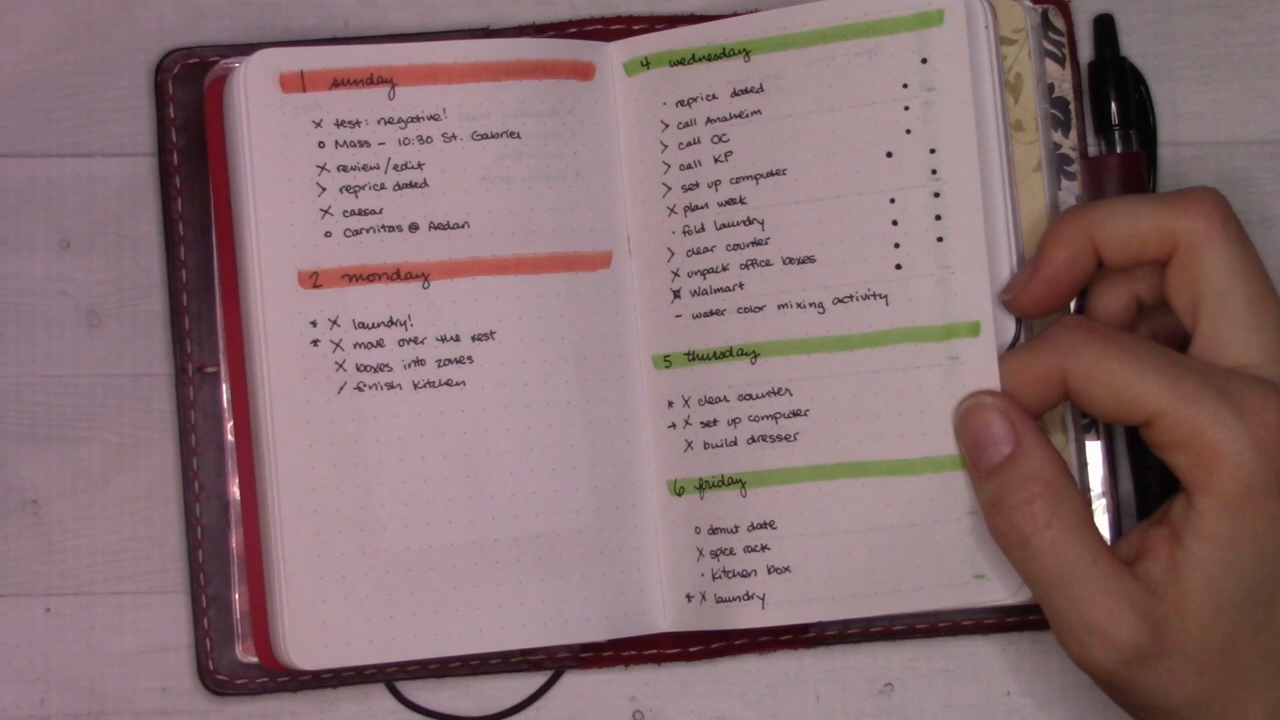 1 sunday
x test: negative!
o Mass - 10:30 St. Gabriel
x review/edit
> reprice dated
x caesar
o carnitas @ Aedan
2 monday
* x laundry!
* x move over the rest
x boxes into zones
/ finish kitchen
4 wednesday
· reprice dated
> call Anaheim
> call OC
> call KP
> set up computer
x plan week
· fold laundry
> clear counter
x unpack office boxes
x Walmart
- water color mixing activity
5 thursday
* x clear counter
* x set up computer
x build dresser
6 friday
o donut date
x spice rack
· kitchen box
* x laundry